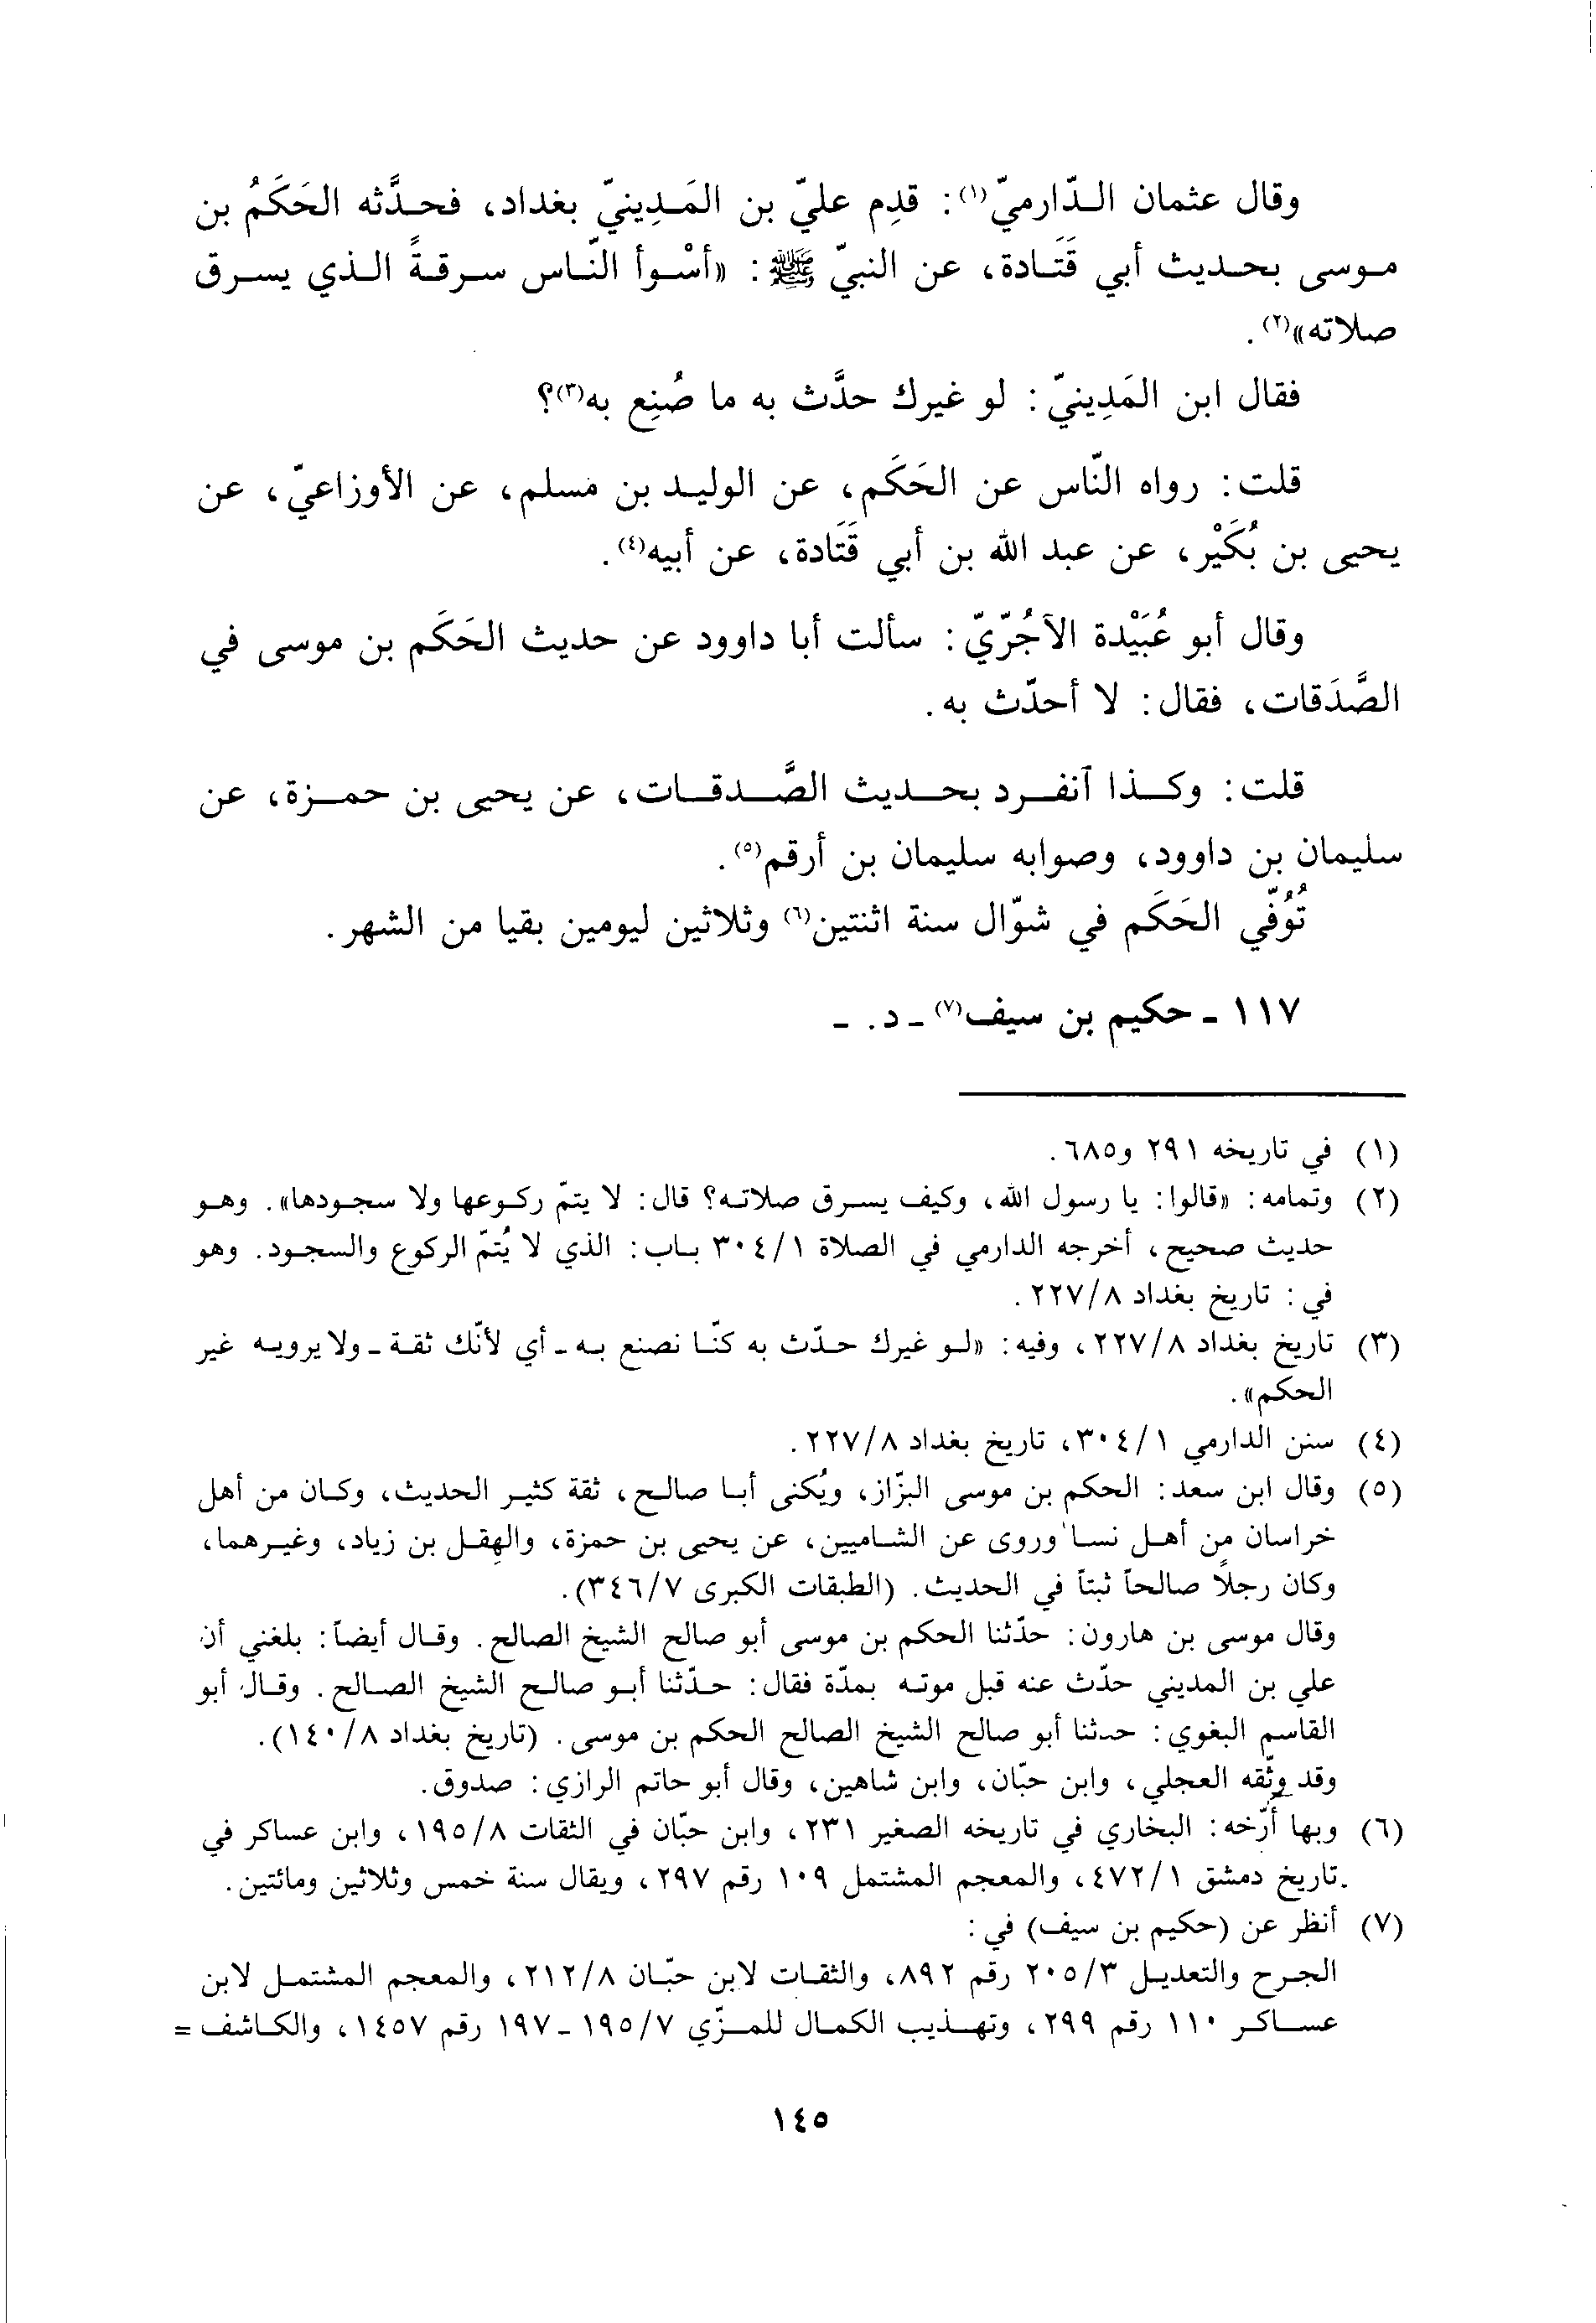 وقال عثمان الدّارميّ(١): قدِم عليّ بن المَدِينيّ بغداد، فحدَّثه الحَكَمُ بن
موسى بحديث أبي قَتَادة، عن النبيّ ﷺ: «أسْوأ النّاس سرقةً الذي يسرق
صلاته»(٢).
فقال ابن المَدِينيّ: لو غيرك حدَّث به ما صُنِع به(٣)؟
قلت: رواه النّاس عن الحَكَم، عن الوليد بن مسلم، عن الأوزاعيّ، عن
يحيى بن بُكَيْر، عن عبد الله بن أبي قَتَادة، عن أبيه(٤).
وقال أبو عُبَيْدة الآجُرّيّ: سألت أبا داوود عن حديث الحَكَم بن موسى في
الصَّدَقات، فقال: لا أحدّث به.
قلت: وكذا آنفرد بحديث الصَّدقات، عن يحيى بن حمزة، عن
سليمان بن داوود، وصوابه سليمان بن أرقم(٥).
تُوُفّي الحَكَم في شوّال سنة اثنتين(٦) وثلاثين ليومين بقيا من الشهر.
١١٧ - حكيم بن سيف(٧) - د. -
(١) في تاريخه ٢٩١ و٦٨٥.
(٢) وتمامه: «قالوا: يا رسول الله، وكيف يسرق صلاته؟ قال: لا يتمّ ركوعها ولا سجودها». وهو
حديث صحيح، أخرجه الدارمي في الصلاة ٣٠٤/١ باب: الذي لا يُتمّ الركوع والسجود. وهو
في: تاريخ بغداد ٢٢٧/٨.
(٣) تاريخ بغداد ٢٢٧/٨، وفيه: «لو غيرك حدّث به كنّا نصنع به - أي لأنّك ثقة - ولا يرويه غير
الحكم».
(٤) سنن الدارمي ٣٠٤/١، تاريخ بغداد ٢٢٧/٨.
(٥) وقال ابن سعد: الحكم بن موسى البزّاز، ويُكنى أبا صالح، ثقة كثير الحديث، وكان من أهل
خراسان من أهل نسا وروى عن الشاميين، عن يحيى بن حمزة، والهِقل بن زياد، وغيرهما،
وكان رجلاً صالحاً ثبتاً في الحديث. (الطبقات الكبرى ٣٤٦/٧).
وقال موسى بن هارون: حدّثنا الحكم بن موسى أبو صالح الشيخ الصالح. وقال أيضاً: بلغني أن
علي بن المديني حدّث عنه قبل موته بمدّة فقال: حدّثنا أبو صالح الشيخ الصالح. وقال أبو
القاسم البغوي: حدثنا أبو صالح الشيخ الصالح الحكم بن موسى. (تاريخ بغداد ١٤٠/٨).
وقد وثّقه العجلي، وابن حبّان، وابن شاهين، وقال أبو حاتم الرازي: صدوق.
(٦) وبها أرّخه: البخاري في تاريخه الصغير ٢٣١، وابن حبّان في الثقات ١٩٥/٨، وابن عساكر في
تاريخ دمشق ٤٧٢/١، والمعجم المشتمل ١٠٩ رقم ٢٩٧، ويقال سنة خمس وثلاثين ومائتين.
(٧) أنظر عن (حكيم بن سيف) في:
الجرح والتعديل ٢٠٥/٣ رقم ٨٩٢، والثقات لابن حبّان ٢١٢/٨، والمعجم المشتمل لابن
عساكر ١١٠ رقم ٢٩٩، وتهذيب الكمال للمزّي ١٩٥/٧ - ١٩٧ رقم ١٤٥٧، والكاشف =
١٤٥